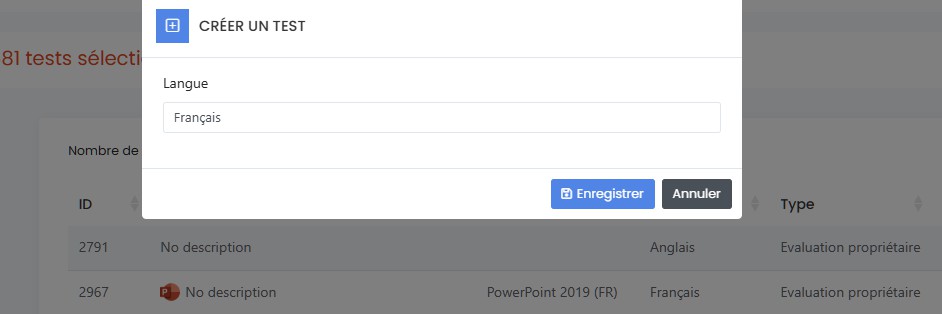 CRÉER UN TEST
81 tests sélecti
Langue
Français
Nombre de
Enregistrer Annuler
ID Type
2791 No description Anglais Evaluation propriétaire
2967 No description PowerPoint 2019 (FR) Français Evaluation propriétaire